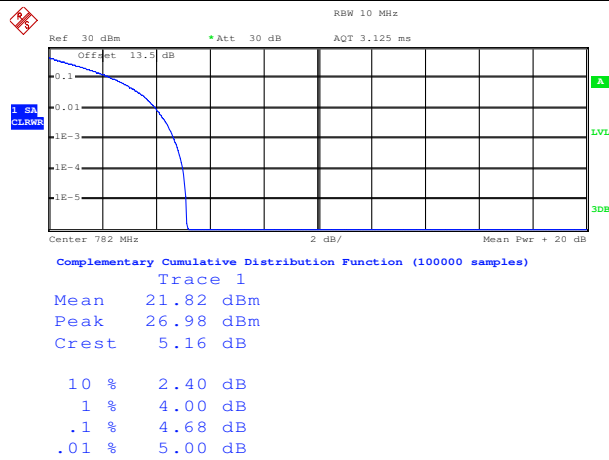 RBW 10 MHz
Ref 30 dBm *Att 30 dB AQT 3.125 ms
Offset 13.5 dB
0.1
A
0.01
1 SA
CLRWR
1E-3
LVL
1E-4
1E-5
3DB
Center 782 MHz 2 dB/ Mean Pwr + 20 dB
Complementary Cumulative Distribution Function (100000 samples)
Trace 1
Mean 21.82 dBm
Peak 26.98 dBm
Crest 5.16 dB
10 % 2.40 dB
1 % 4.00 dB
.1 % 4.68 dB
.01 % 5.00 dB